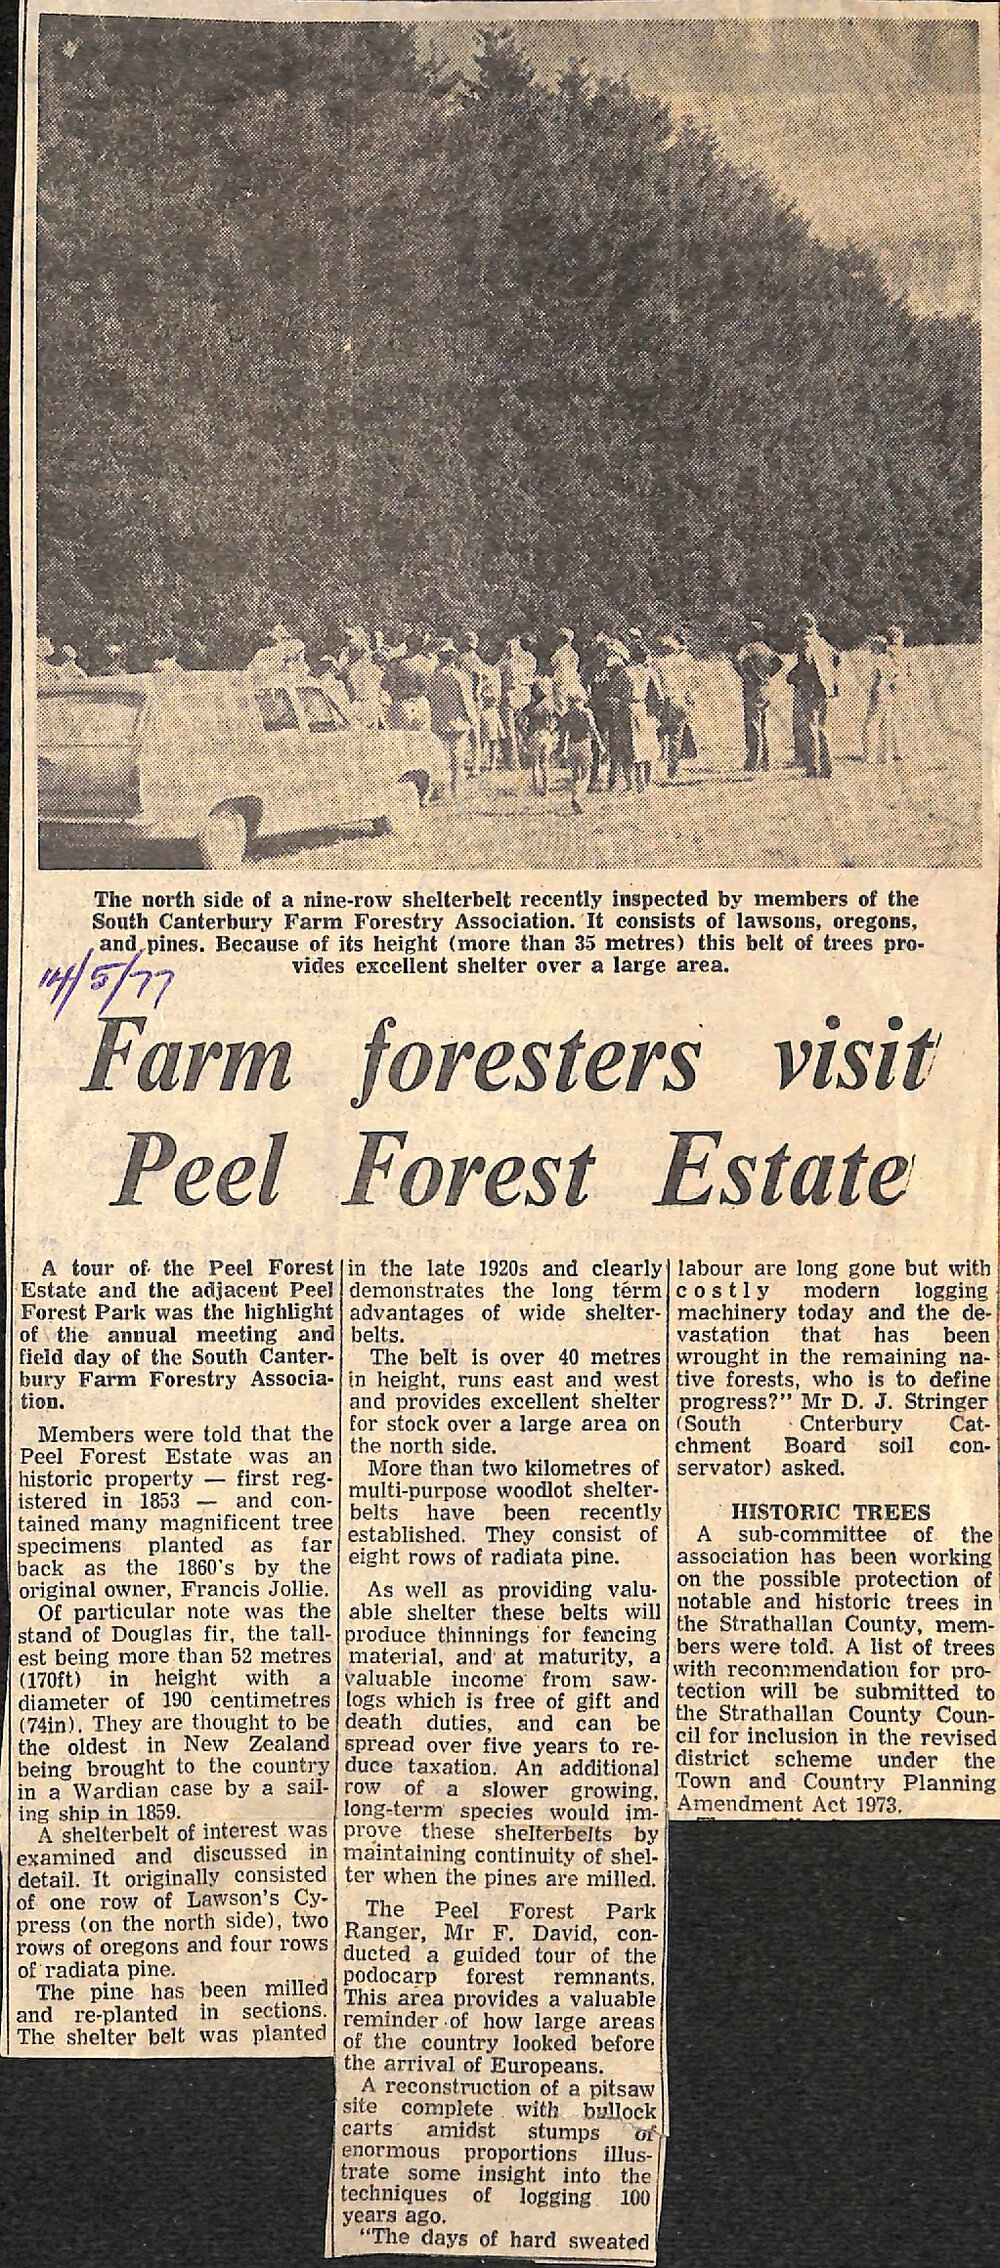 The north side of a nine-row shelterbelt recently inspected by members of the
South Canterbury Farm Forestry Association. It consists of lawsons, oregons,
and pines. Because of its height (more than 35 metres) this belt of trees pro-
vides excellent shelter over a large area.
14/5/77
Farm foresters visit
Peel Forest Estate
A tour of the Peel Forest
Estate and the adjacent Peel
Forest Park was the highlight
of the annual meeting and
field day of the South Canter-
bury Farm Forestry Associa-
tion.
Members were told that the
Peel Forest Estate was an
historic property — first reg-
istered in 1853 — and con-
tained many magnificent tree
specimens planted as far
back as the 1860's by the
original owner, Francis Jollie.
Of particular note was the
stand of Douglas fir, the tall-
est being more than 52 metres
(170ft) in height with a
diameter of 190 centimetres
(74in). They are thought to be
the oldest in New Zealand
being brought to the country
in a Wardian case by a sail-
ing ship in 1859.
A shelterbelt of interest was
examined and discussed in
detail. It originally consisted
of one row of Lawson's Cy-
press (on the north side), two
rows of oregons and four rows
of radiata pine.
The pine has been milled
and re-planted in sections.
The shelter belt was planted
in the late 1920s and clearly
demonstrates the long term
advantages of wide shelter-
belts.
The belt is over 40 metres
in height, runs east and west
and provides excellent shelter
for stock over a large area on
the north side.
More than two kilometres of
multi-purpose woodlot shelter-
belts have been recently
established. They consist of
eight rows of radiata pine.
As well as providing valu-
able shelter these belts will
produce thinnings for fencing
material, and at maturity, a
valuable income from saw-
logs which is free of gift and
death duties, and can be
spread over five years to re-
duce taxation. An additional
row of a slower growing,
long-term species would im-
prove these shelterbelts by
maintaining continuity of shel-
ter when the pines are milled.
The Peel Forest Park
Ranger, Mr F. David, con-
ducted a guided tour of the
podocarp forest remnants.
This area provides a valuable
reminder of how large areas
of the country looked before
the arrival of Europeans.
A reconstruction of a pitsaw
site complete with bullock
carts amidst stumps of
enormous proportions illus-
trate some insight into the
techniques of logging 100
years ago.
"The days of hard sweated
labour are long gone but with
costly modern logging
machinery today and the de-
vastation that has been
wrought in the remaining na-
tive forests, who is to define
progress?" Mr D. J. Stringer
(South Cnterbury Cat-
chment Board soil con-
servator) asked.
HISTORIC TREES
A sub-committee of the
association has been working
on the possible protection of
notable and historic trees in
the Strathallan County, mem-
bers were told. A list of trees
with recommendation for pro-
tection will be submitted to
the Strathallan County Coun-
cil for inclusion in the revised
district scheme under the
Town and Country Planning
Amendment Act 1973.